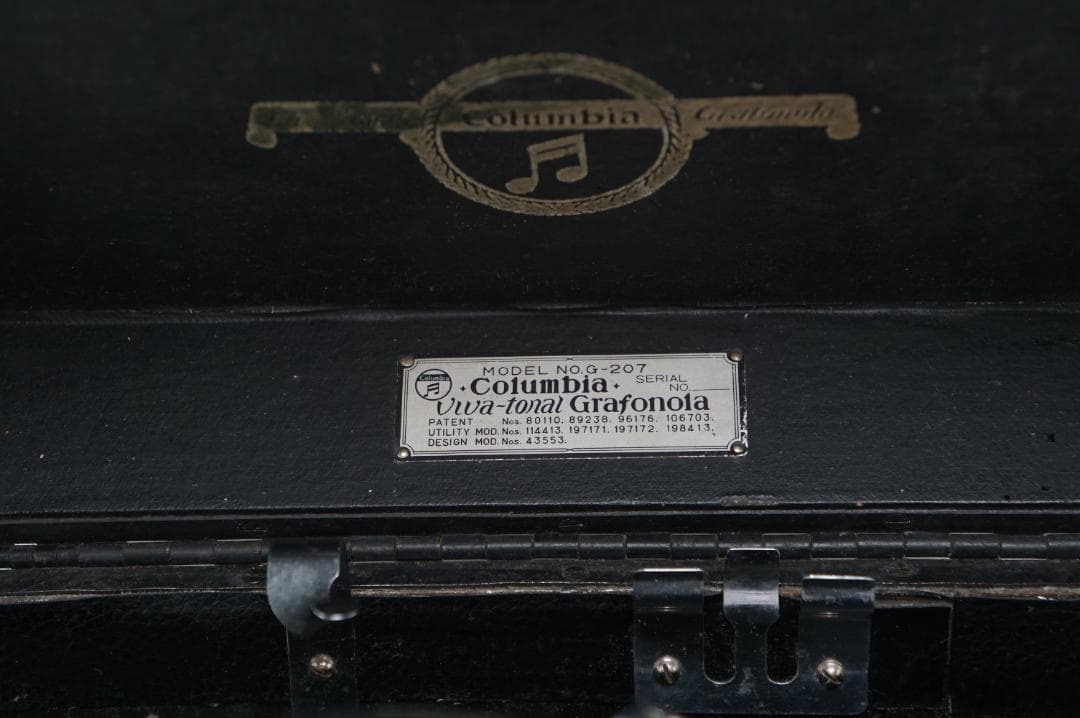 Columbia Grafonola
MODEL NO.G-207
Columbia
Columbia
SERIAL NO.
Viva-tonal Grafonola
PATENT Nos. 80110. 89238. 96176. 106703.
UTILITY MOD. Nos. 114413. 197171. 197172. 198413.
DESIGN MOD. Nos. 43553.